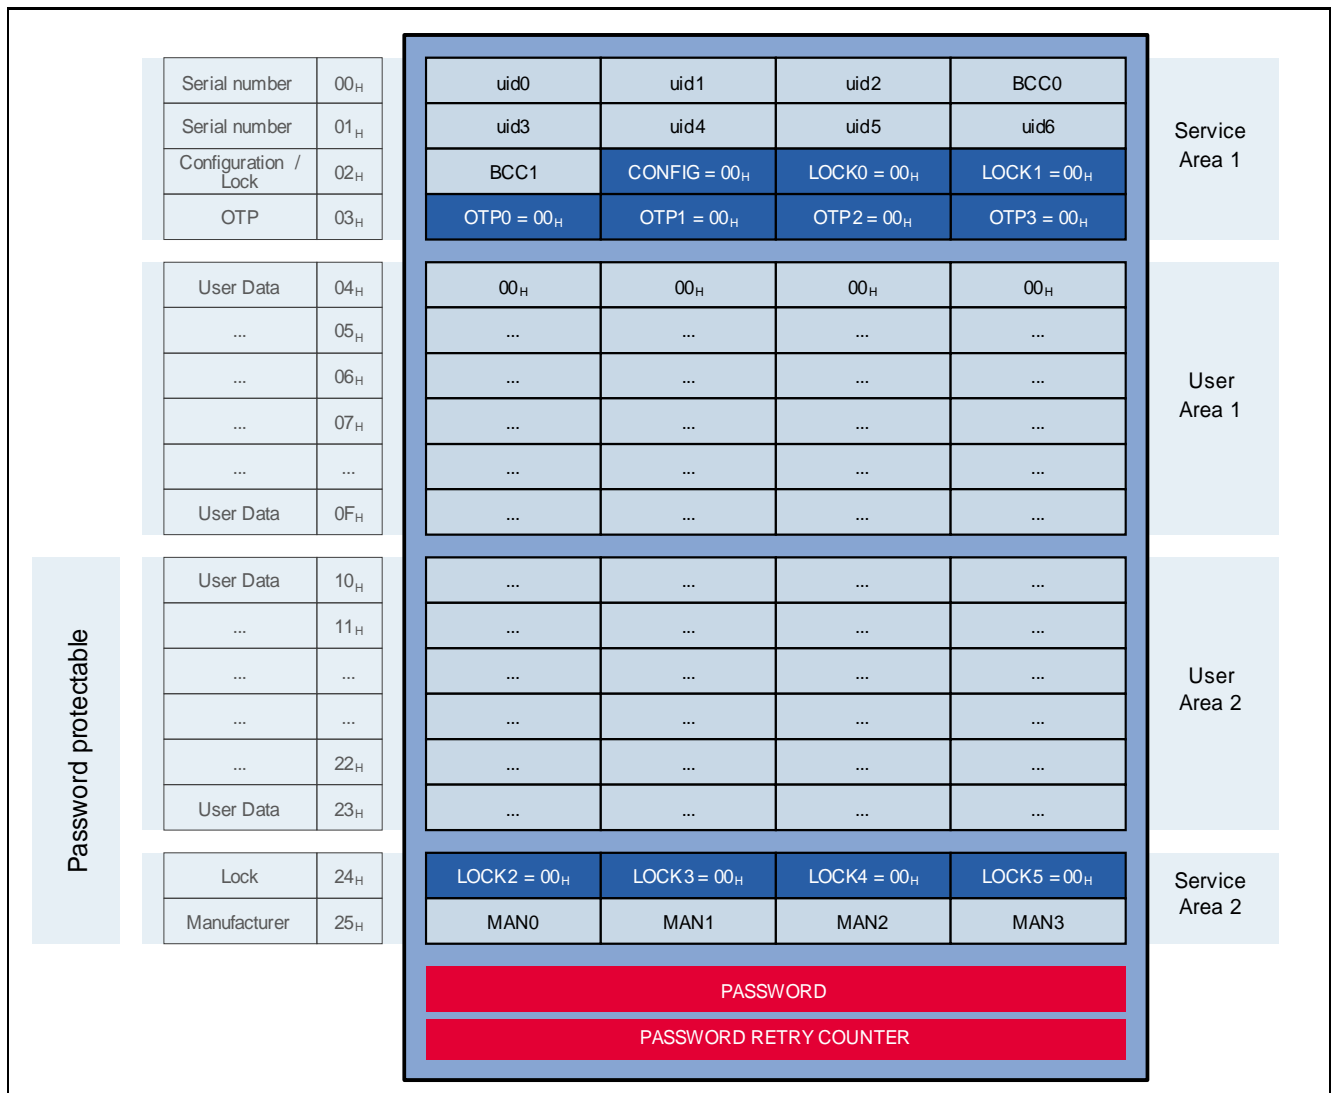 Serial number 00H uid0 uid1 uid2 BCC0
Serial number 01H uid3 uid4 uid5 uid6
Service
Area 1
Configuration /
Lock 02H BCC1 CONFIG = 00H LOCK0 = 00H LOCK1 = 00H
OTP 03H OTP0 = 00H OTP1 = 00H OTP2 = 00H OTP3 = 00H
User Data 04H 00H 00H 00H 00H
... 05H ... ... ... ...
... 06H ... ... ... ...
User
Area 1
... 07H ... ... ... ...
... ... ... ... ... ...
User Data 0FH ... ... ... ...
Password protectable
User Data 10H ... ... ... ...
... 11H ... ... ... ...
... ... ... ... ... ...
User
Area 2
... ... ... ... ... ...
... 22H ... ... ... ...
User Data 23H ... ... ... ...
Lock 24H LOCK2 = 00H LOCK3 = 00H LOCK4 = 00H LOCK5 = 00H
Service
Area 2
Manufacturer 25H MAN0 MAN1 MAN2 MAN3
PASSWORD
PASSWORD RETRY COUNTER